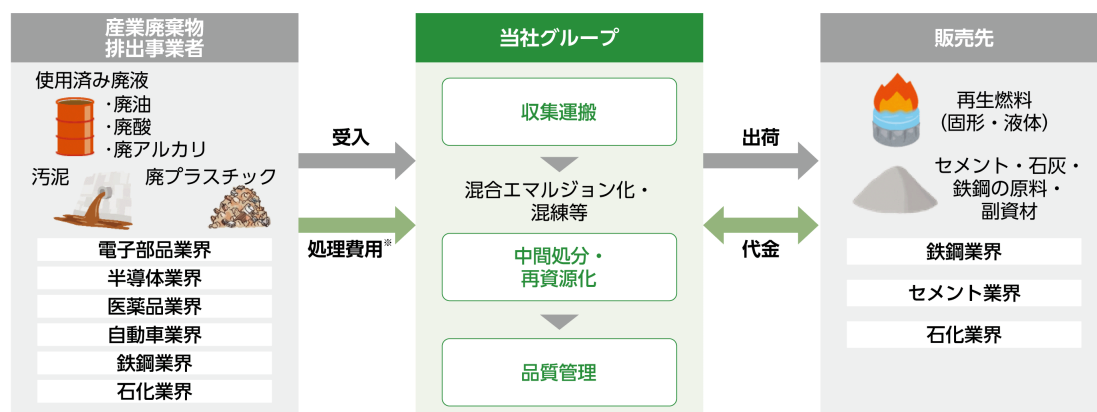 産業廃棄物
排出事業者
使用済み廃液
・廃油
・廃酸
・廃アルカリ
汚泥
廃プラスチック
電子部品業界
半導体業界
医薬品業界
自動車業界
鉄鋼業界
石化業界
受入
処理費用※
当社グループ
収集運搬
混合エマルジョン化・
混練等
中間処分・
再資源化
品質管理
出荷
代金
販売先
再生燃料
(固形・液体)
セメント・石灰・
鉄鋼の原料・
副資材
鉄鋼業界
セメント業界
石化業界